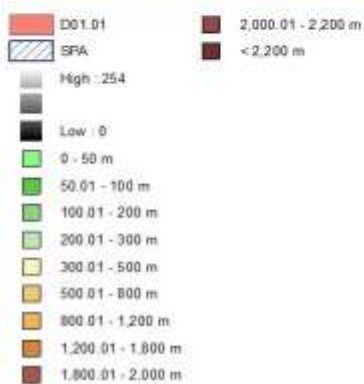 D01.01
SPA
High : 254
Low : 0
0 - 50 m
50.01 - 100 m
100.01 - 200 m
200.01 - 300 m
300.01 - 500 m
500.01 - 800 m
800.01 - 1,200 m
1,200.01 - 1,800 m
1,800.01 - 2,000 m
2,000.01 - 2,200 m
< 2,200 m